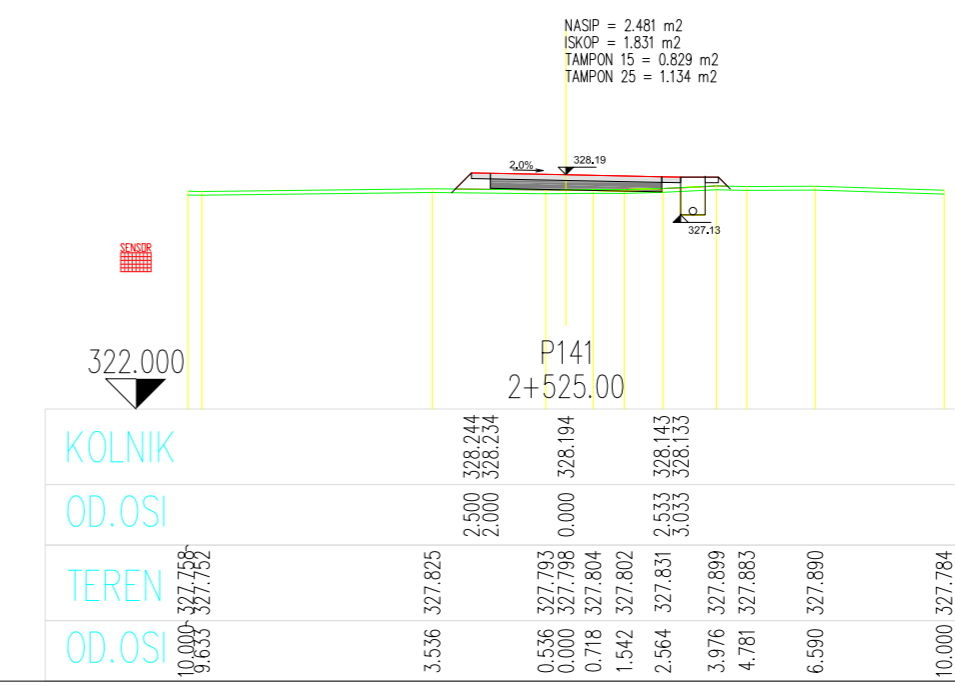 NASIP = 2.481 m2
ISKOP = 1.831 m2
TAMPON 15 = 0.829 m2
TAMPON 25 = 1.134 m2
2.0%
328.19
327.13
SENSOR
322.000
P141
2+525.00
KOLNIK 328.244 328.234 328.194 328.143 328.133
OD.OSI 2.500 2.000 0.000 2.533 3.033
TEREN 327.758 327.752 327.825 327.793 327.798 327.804 327.802 327.831 327.899 327.883 327.890 327.784
OD.OSI 10.000 9.633 3.536 0.536 0.000 0.718 1.542 2.564 3.976 4.781 6.590 10.000